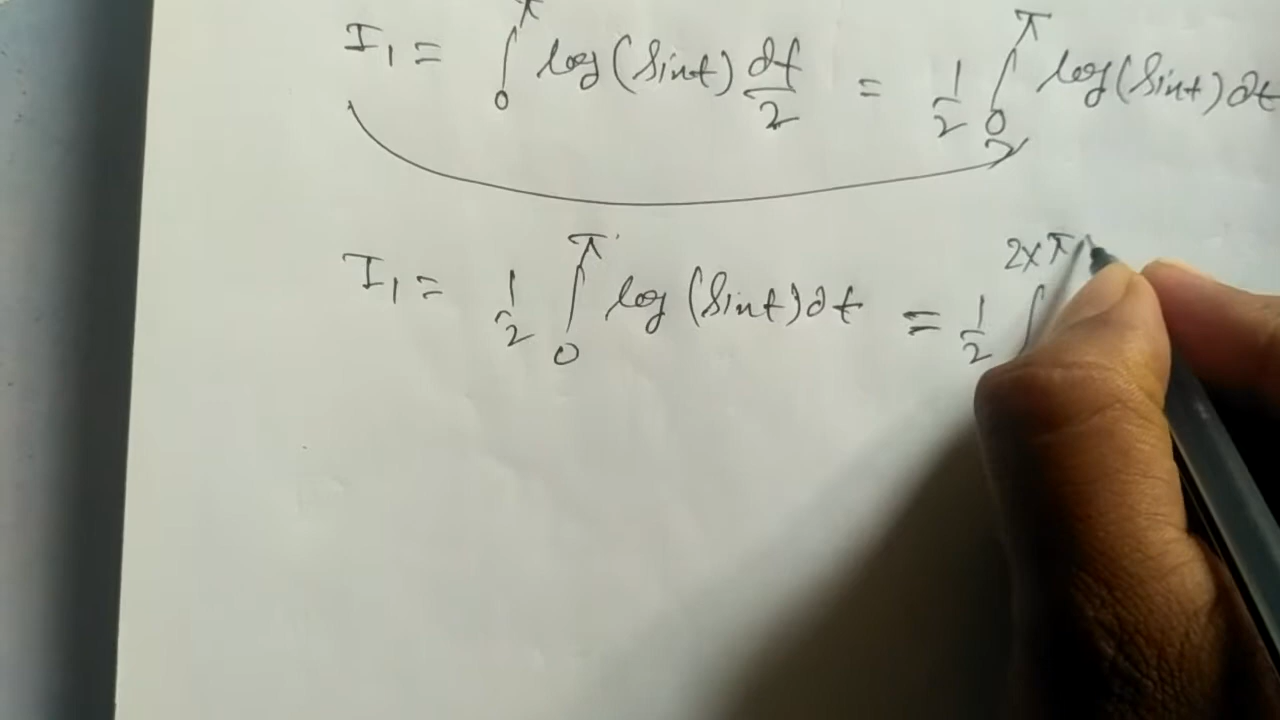 I₁ = ∫₀^π log(sint) dt/2 = 1/2 ∫₀^π log(sint)dt
I₁ = 1/2 ∫₀^π log(sint)dt = 1/2 ∫^2×π